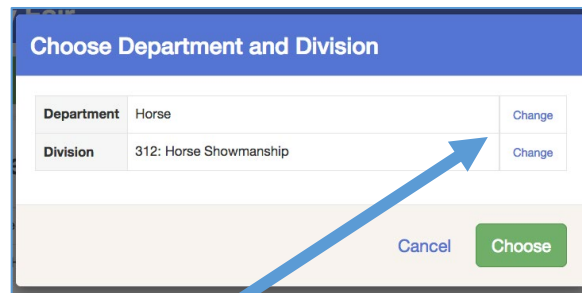 Choose Department and Division
Department Horse Change
Division 312: Horse Showmanship Change
Cancel Choose